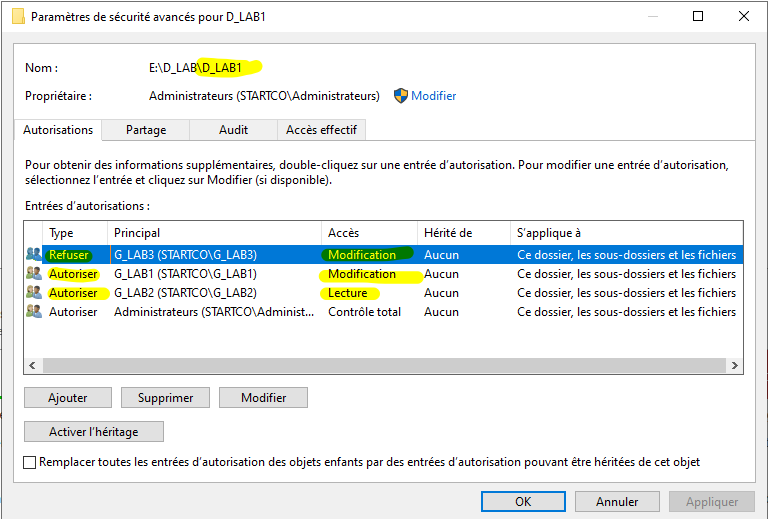 Paramètres de sécurité avancés pour D_LAB1
Nom : E:\D_LAB\D_LAB1
Propriétaire : Administrateurs (STARTCO\Administrateurs) Modifier
Autorisations Partage Audit Accès effectif
Pour obtenir des informations supplémentaires, double-cliquez sur une entrée d'autorisation. Pour modifier une entrée d'autorisation,
sélectionnez l'entrée et cliquez sur Modifier (si disponible).
Entrées d'autorisations :
Type Principal Accès Hérité de S'applique à
Refuser G_LAB3 (STARTCO\G_LAB3) Modification Aucun Ce dossier, les sous-dossiers et les fichiers
Autoriser G_LAB1 (STARTCO\G_LAB1) Modification Aucun Ce dossier, les sous-dossiers et les fichiers
Autoriser G_LAB2 (STARTCO\G_LAB2) Lecture Aucun Ce dossier, les sous-dossiers et les fichiers
Autoriser Administrateurs (STARTCO\Administ... Contrôle total Aucun Ce dossier, les sous-dossiers et les fichiers
Ajouter Supprimer Modifier
Activer l'héritage
Remplacer toutes les entrées d'autorisation des objets enfants par des entrées d'autorisation pouvant être héritées de cet objet
OK Annuler Appliquer